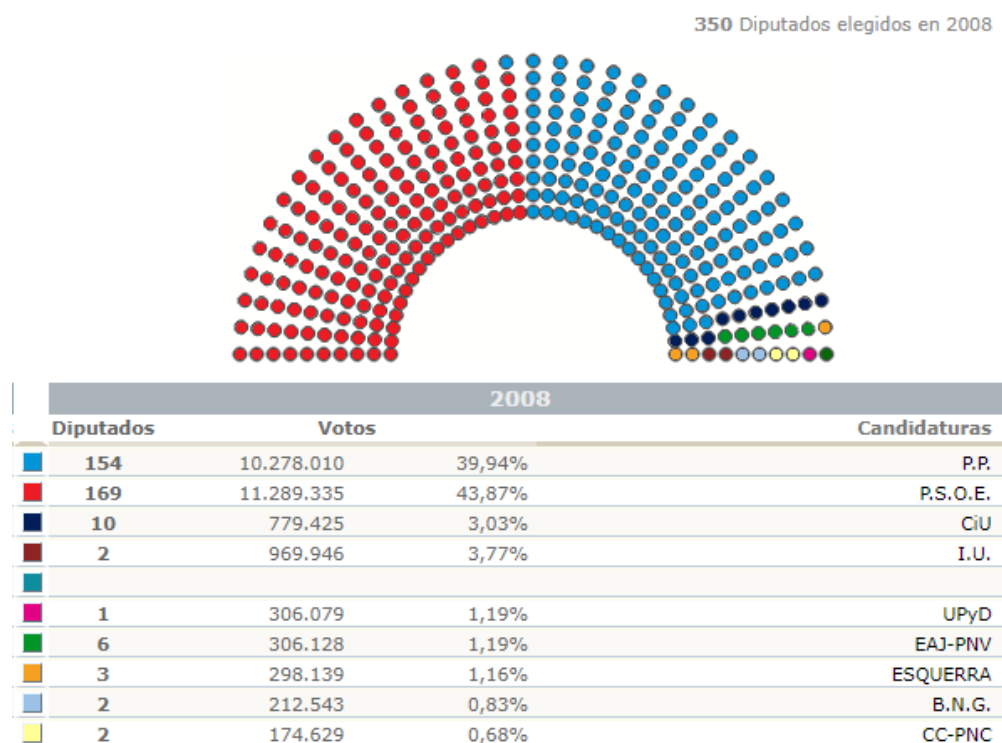 350 Diputados elegidos en 2008
2008
Diputados Votos Candidaturas
154 10.278.010 39,94% P.P.
169 11.289.335 43,87% P.S.O.E.
10 779.425 3,03% CiU
2 969.946 3,77% I.U.
1 306.079 1,19% UPyD
6 306.128 1,19% EAJ-PNV
3 298.139 1,16% ESQUERRA
2 212.543 0,83% B.N.G.
2 174.629 0,68% CC-PNC